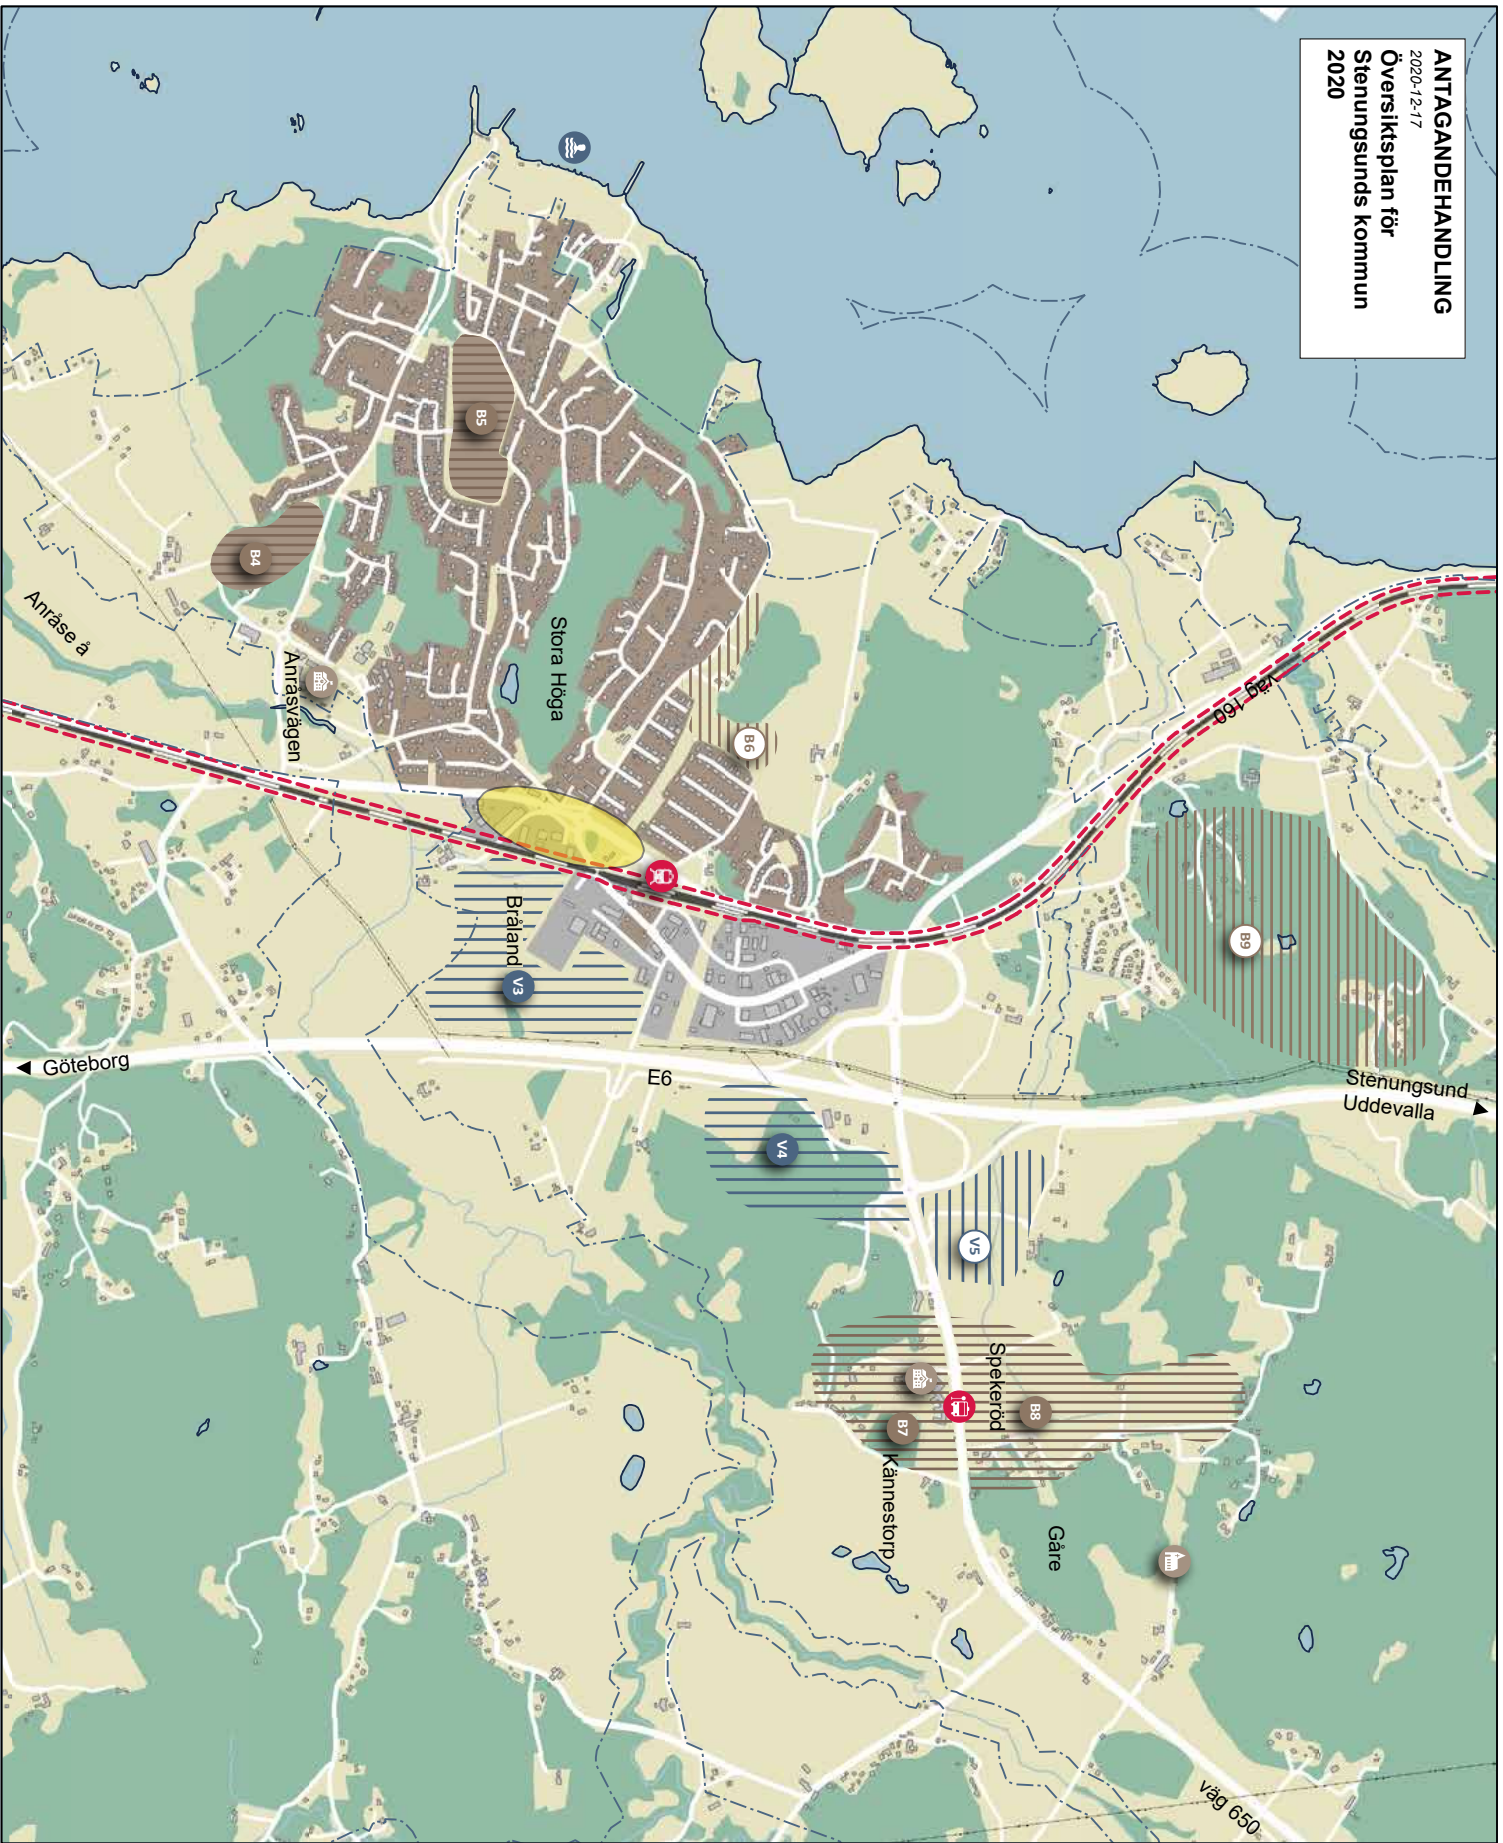 ANTAGANDEHANDLING
2020-12-17
Översiktsplan för
Stenungsunds kommun
2020
väg 160
B9
Stenungsund
Uddevalla
B5
B4
Stora Höga
B6
Anråse å
Anråsvägen
Bråland
V3
Göteborg
E6
V4
V5
Spekeröd
B8
B7
Kännestorp
Gåre
väg 650